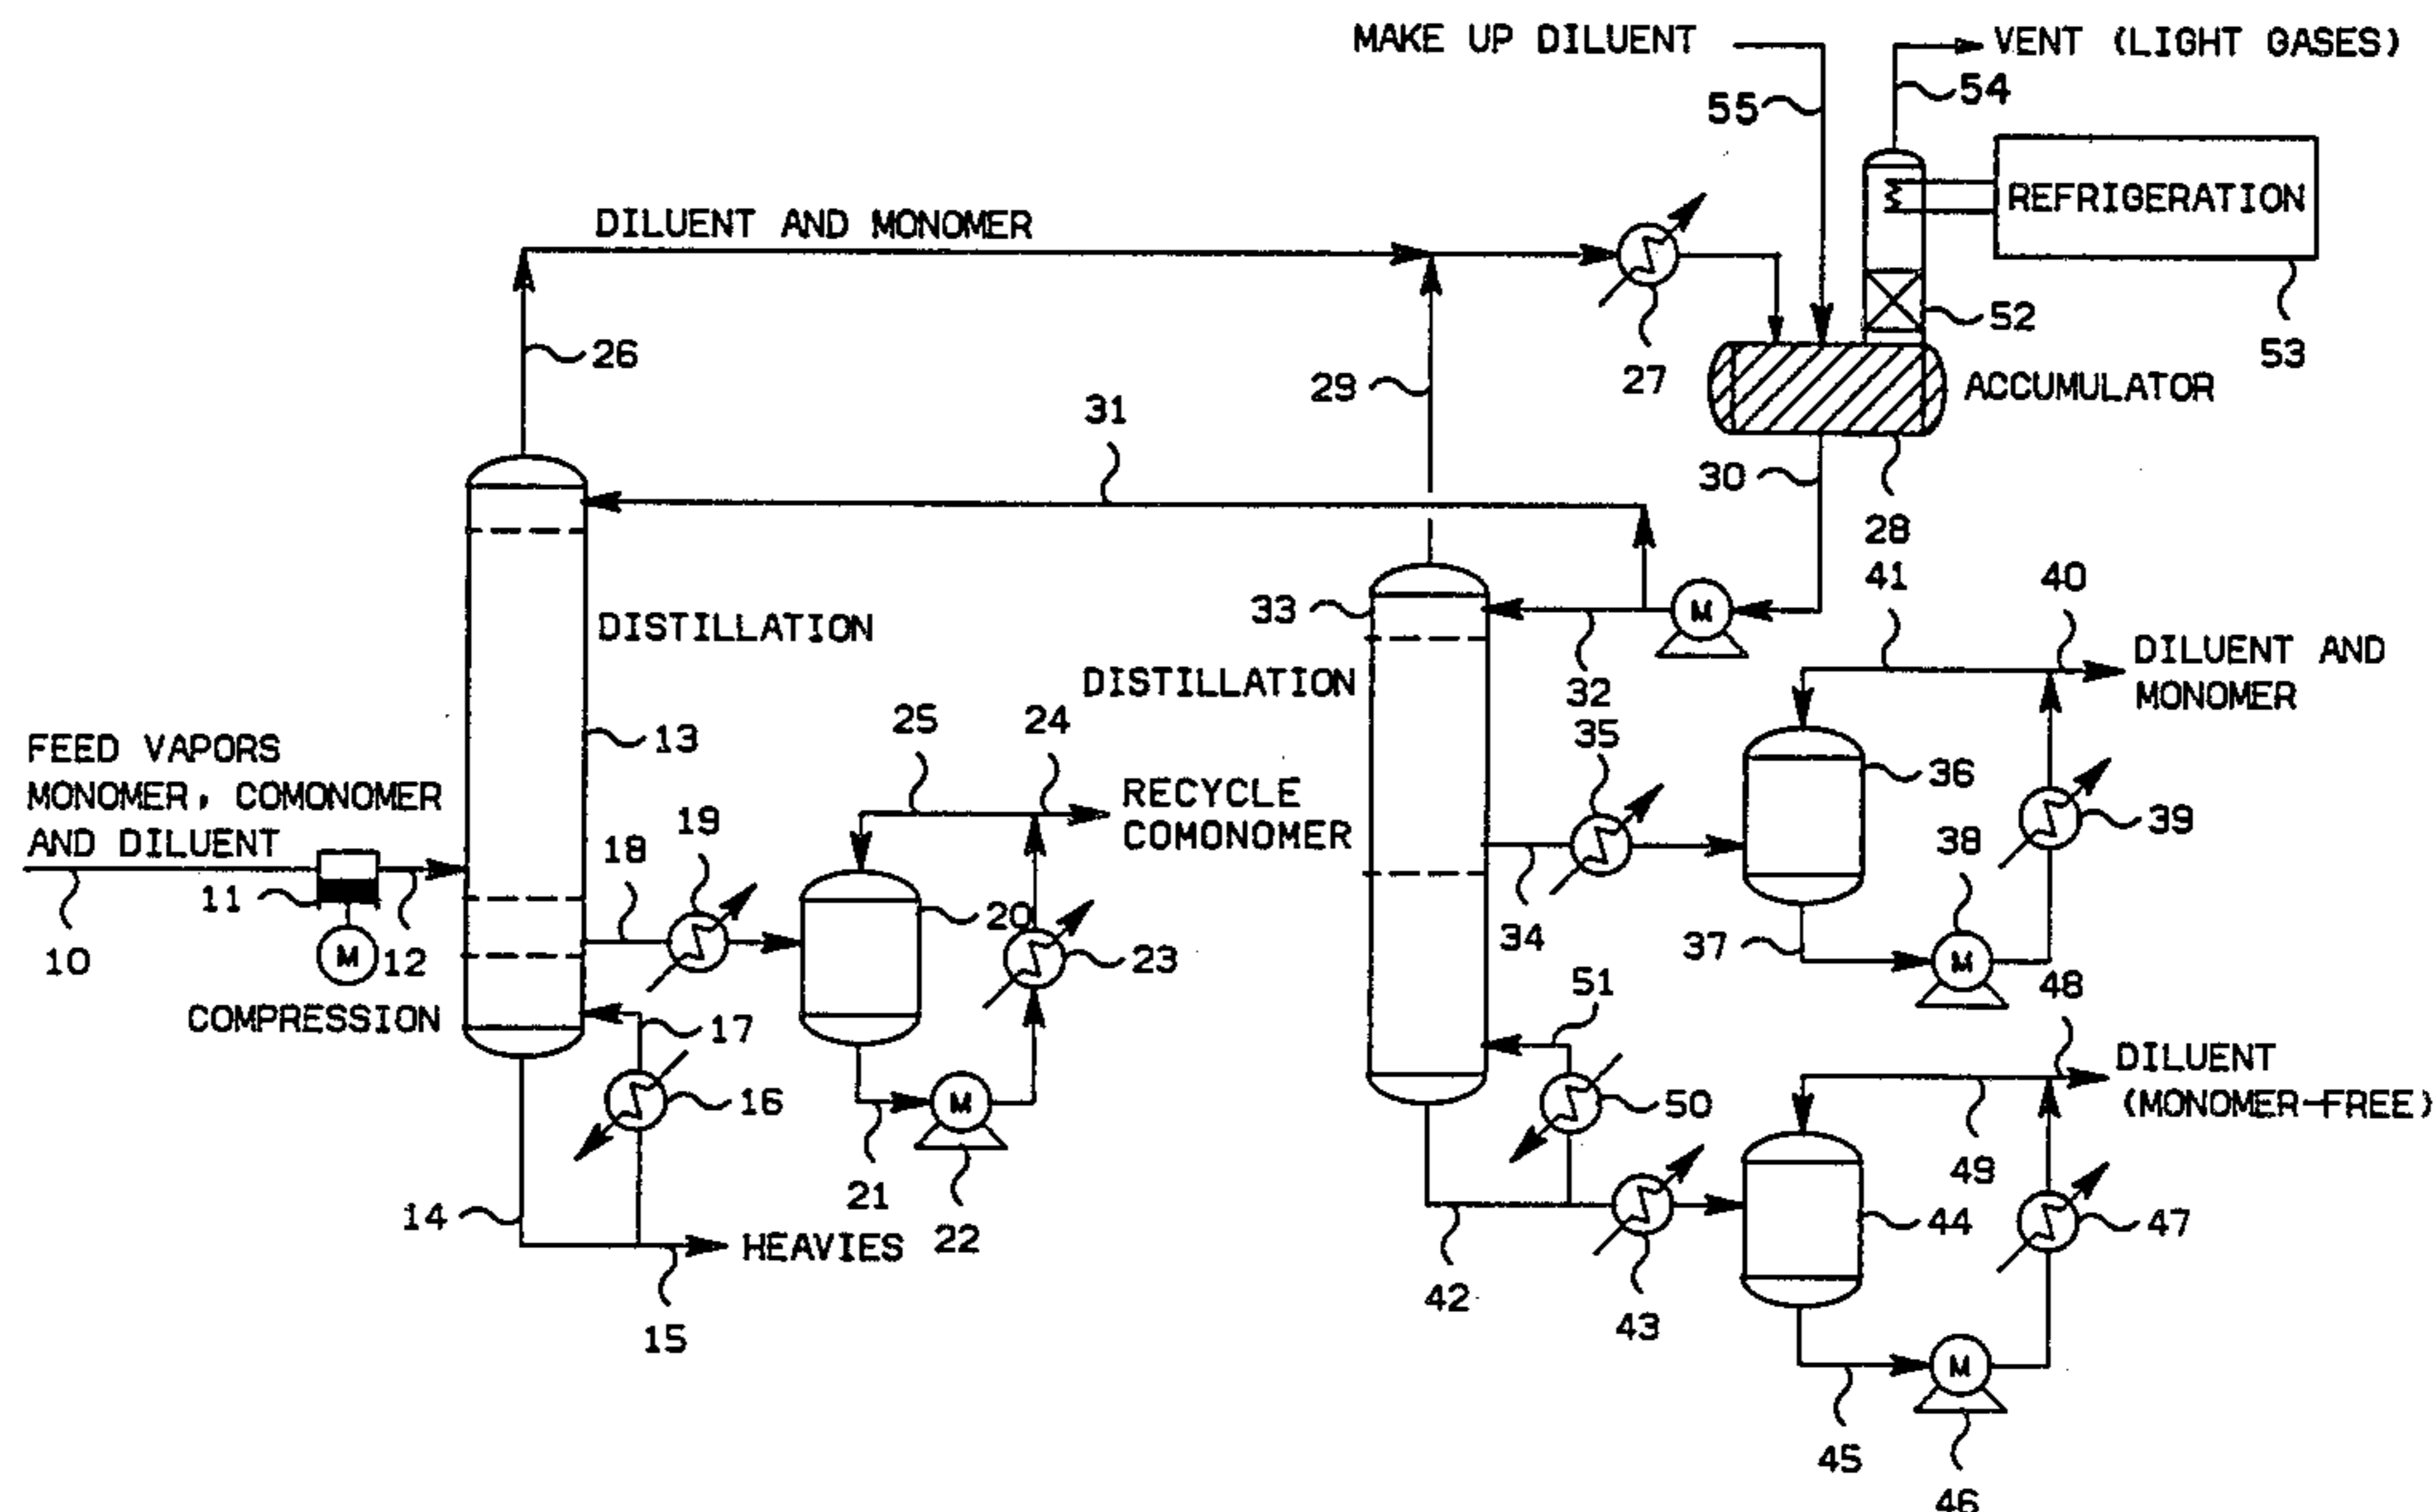 MAKE UP DILUENT
VENT (LIGHT GASES)
54
55
REFRIGERATION
DILUENT AND MONOMER
52
53
26
27
29
ACCUMULATOR
31
30
28
41
40
33
DISTILLATION
DILUENT AND
MONOMER
DISTILLATION
32
25
24
35
13
FEED VAPORS
MONOMER, COMONOMER
AND DILUENT
36
RECYCLE
COMONOMER
19
18
39
38
11
20
34
37
10
M
12
23
M
51
48
COMPRESSION
17
DILUENT
(MONOMER-FREE)
16
M
50
49
21
14
44
47
HEAVIES
22
42
43
15
M
M
45
46